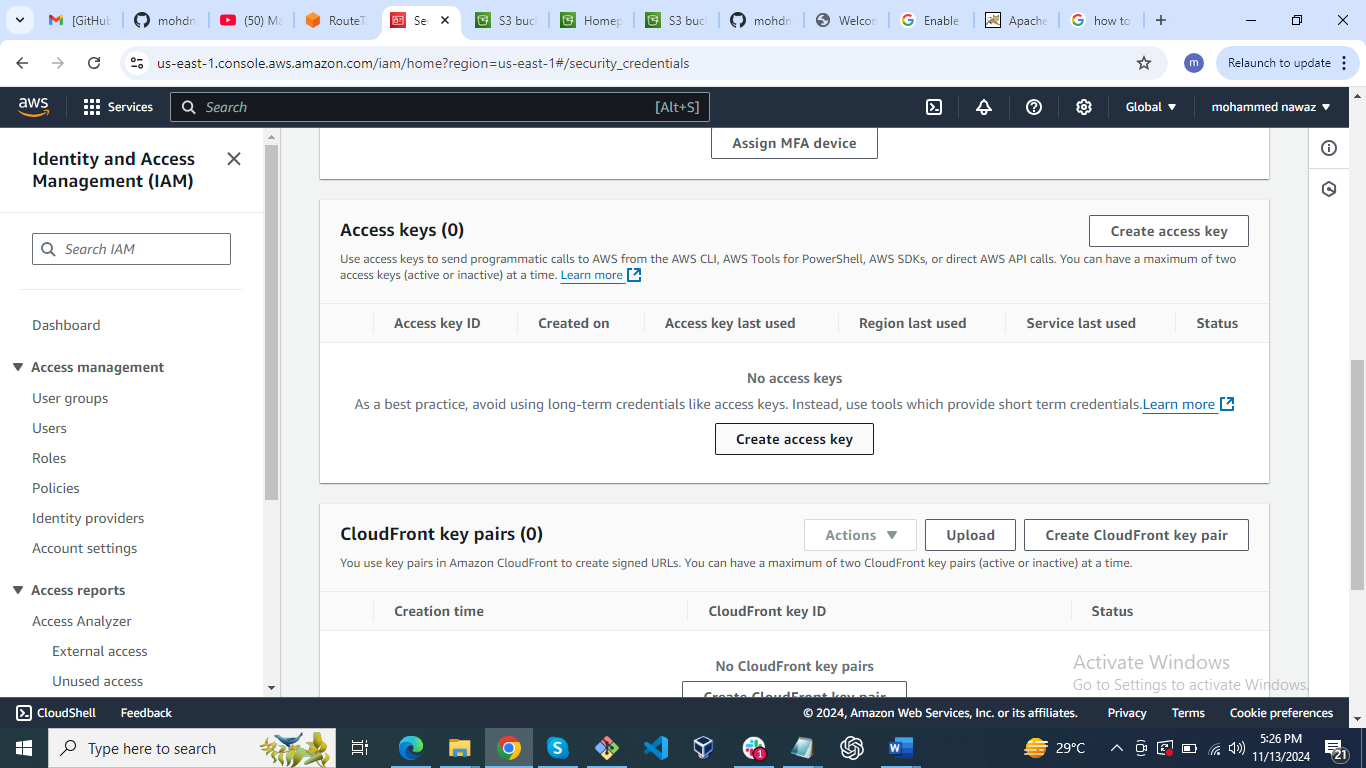 [GitHub
mohdn
(50) Ma
RouteTo
Sec
S3 buck
Homep
S3 buck
mohdn
Welcon
Enable
Apache
how to
us-east-1.console.aws.amazon.com/iam/home?region=us-east-1#/security_credentials
m
Relaunch to update
aws
Services
Search
[Alt+S]
Global
mohammed nawaz
Identity and Access
Management (IAM)
Search IAM
Dashboard
Access management
User groups
Users
Roles
Policies
Identity providers
Account settings
Access reports
Access Analyzer
External access
Unused access
Assign MFA device
Access keys (0)
Create access key
Use access keys to send programmatic calls to AWS from the AWS CLI, AWS Tools for PowerShell, AWS SDKs, or direct AWS API calls. You can have a maximum of two
access keys (active or inactive) at a time. Learn more
Access key ID
Created on
Access key last used
Region last used
Service last used
Status
No access keys
As a best practice, avoid using long-term credentials like access keys. Instead, use tools which provide short term credentials.Learn more
Create access key
CloudFront key pairs (0)
Actions
Upload
Create CloudFront key pair
You use key pairs in Amazon CloudFront to create signed URLs. You can have a maximum of two CloudFront key pairs (active or inactive) at a time.
Creation time
CloudFront key ID
Status
No CloudFront key pairs
Create CloudFront key pair
Activate Windows
Go to Settings to activate Windows.
CloudShell
Feedback
© 2024, Amazon Web Services, Inc. or its affiliates.
Privacy
Terms
Cookie preferences
Type here to search
1
29°C
5:26 PM
11/13/2024
21